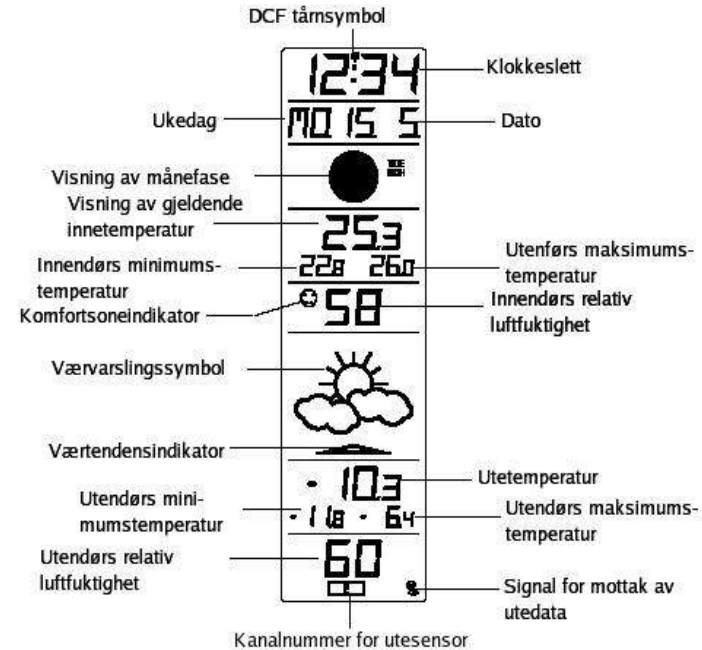 DCF tårnsymbol
12:34
Klokkeslett
Ukedag
MO 15. 5.
Dato
Visning av månefase
Visning av gjeldende
innetemperatur
25.3
Innendørs minimums-
temperatur
22.8 26.0
Utenførs maksimums-
temperatur
Komfortsoneindikator
58
Innendørs relativ
luftfuktighet
Værvarslingssymbol
Værtendensindikator
-10.3
Utetemperatur
Utendørs mini-
mumstemperatur
-11.8 -6.4
Utendørs maksimums-
temperatur
Utendørs relativ
luftfuktighet
60
Signal for mottak av
utedata
Kanalnummer for utesensor